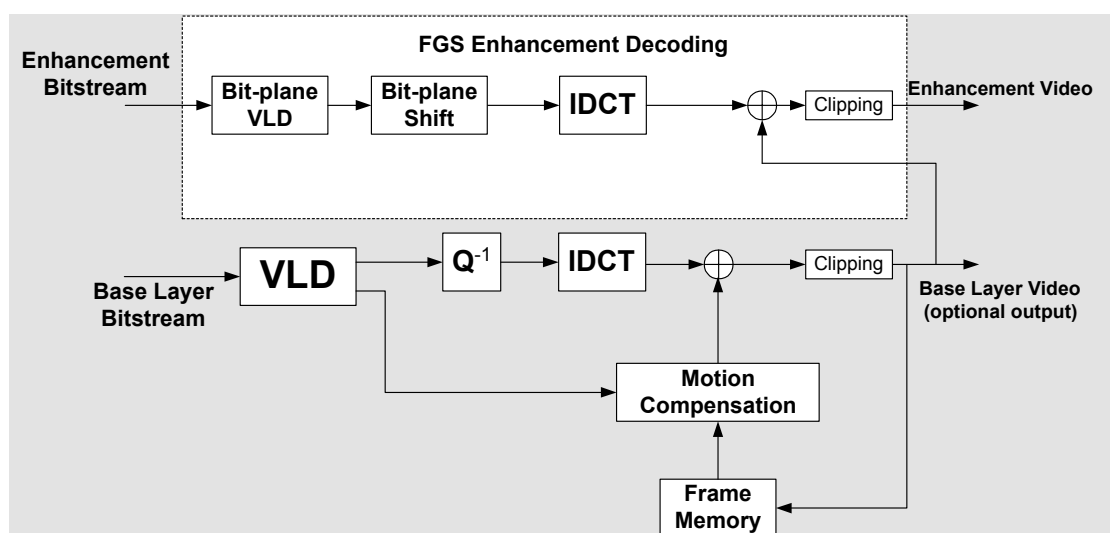 FGS Enhancement Decoding
Enhancement
Bitstream
Bit-plane
VLD
Bit-plane
Shift
IDCT
Clipping
Enhancement Video
Base Layer
Bitstream
VLD
Q-1
IDCT
Clipping
Base Layer Video
(optional output)
Motion
Compensation
Frame
Memory